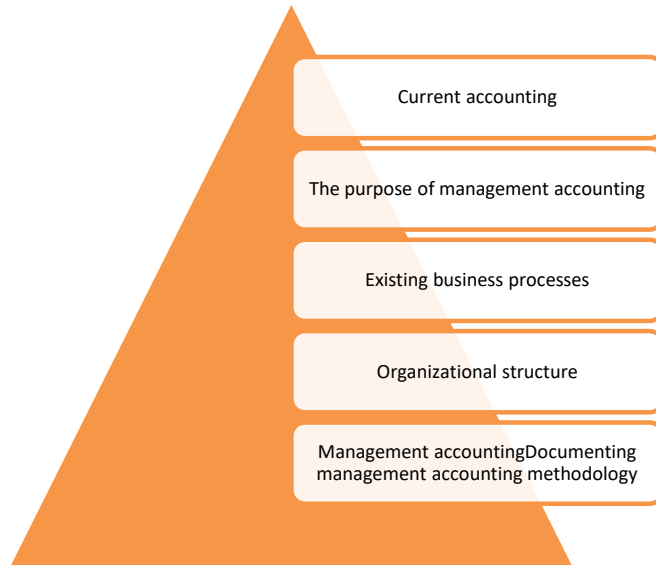 Current accounting
The purpose of management accounting
Existing business processes
Organizational structure
Management accountingDocumenting
management accounting methodology